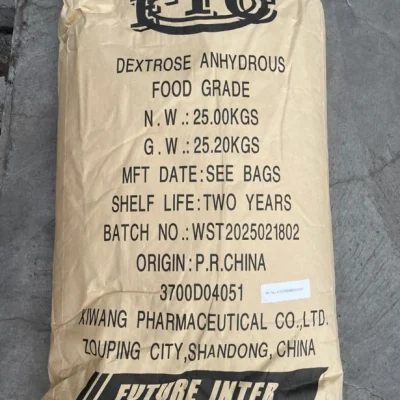 DEXTROSE ANHYDROUS
FOOD GRADE
N.W.:25.00KGS
G.W.:25.20KGS
MFT DATE:SEE BAGS
SHELF LIFE:TWO YEARS
BATCH NO.:WST2025021802
ORIGIN:P.R.CHINA
3700D04051
XIWANG PHARMACEUTICAL CO.,LTD.
ZOUPING CITY,SHANDONG,CHINA
FUTURE INTER